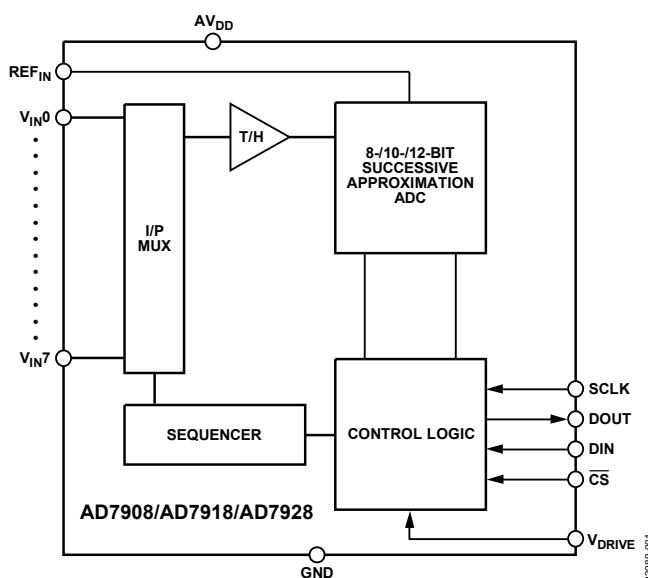 AVDD
REFIN
VIN0
T/H
8-/10-/12-BIT
SUCCESSIVE
APPROXIMATION
ADC
I/P
MUX
VIN7
SCLK
DOUT
SEQUENCER
CONTROL LOGIC
DIN
CS
AD7908/AD7918/AD7928
VDRIVE
GND